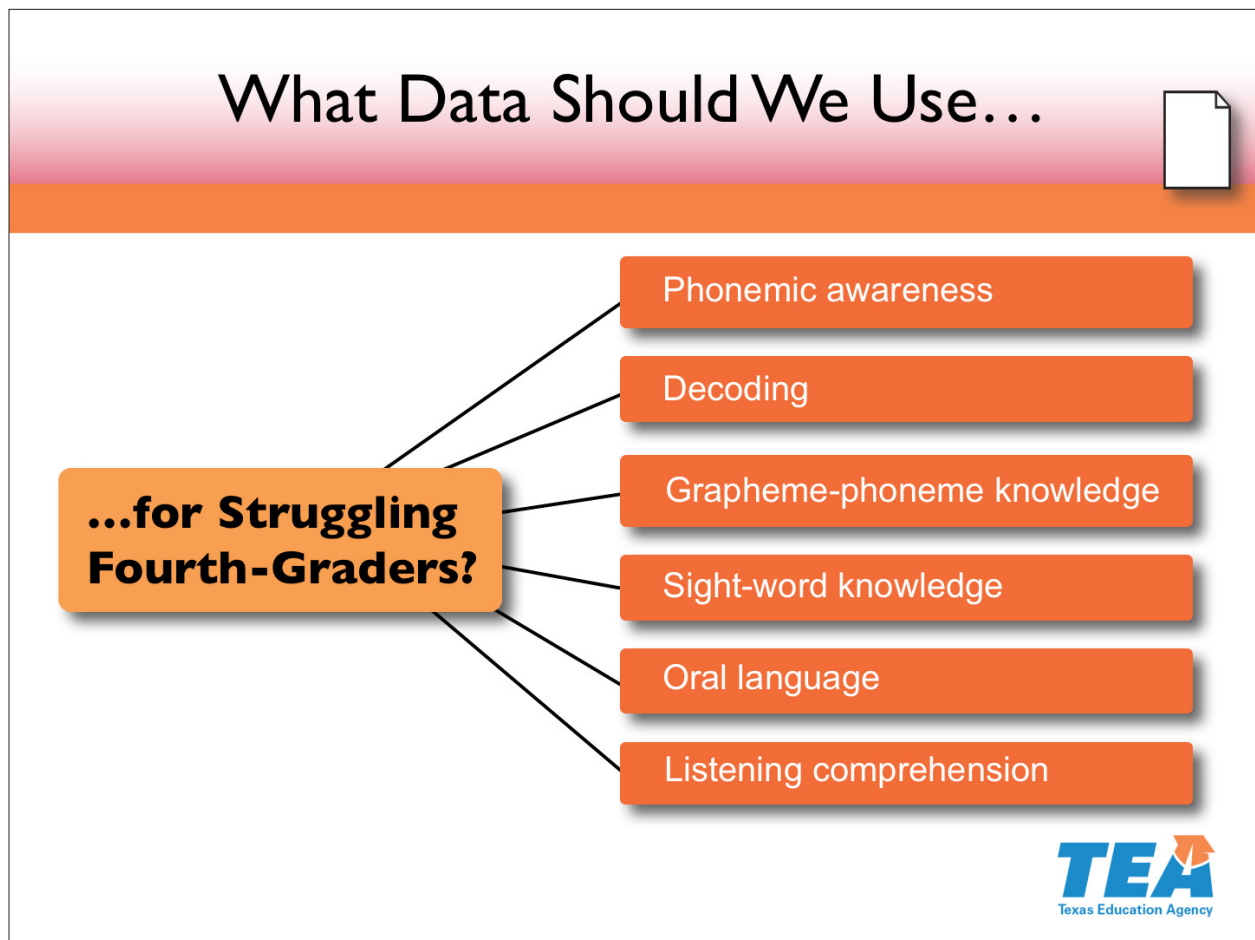 What Data Should We Use…
…for Struggling
Fourth-Graders?
Phonemic awareness
Decoding
Grapheme-phoneme knowledge
Sight-word knowledge
Oral language
Listening comprehension
TEA
Texas Education Agency